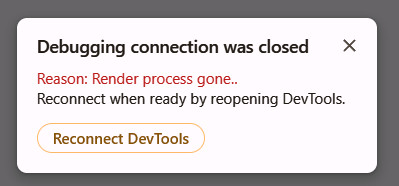 Debugging connection was closed
Reason: Render process gone..
Reconnect when ready by reopening DevTools.
Reconnect DevTools